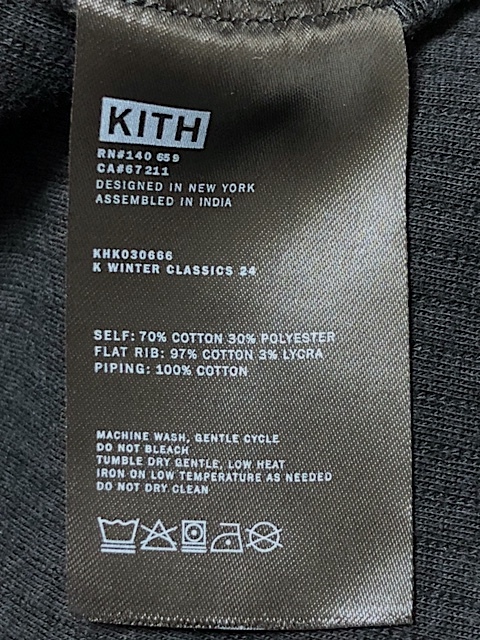 KITH
RN#140 659
CA#67211
DESIGNED IN NEW YORK
ASSEMBLED IN INDIA
KHK030666
K WINTER CLASSICS 24
SELF: 70% COTTON 30% POLYESTER
FLAT RIB: 97% COTTON 3% LYCRA
PIPING: 100% COTTON
MACHINE WASH, GENTLE CYCLE
DO NOT BLEACH
TUMBLE DRY GENTLE, LOW HEAT
IRON ON LOW TEMPERATURE AS NEEDED
DO NOT DRY CLEAN